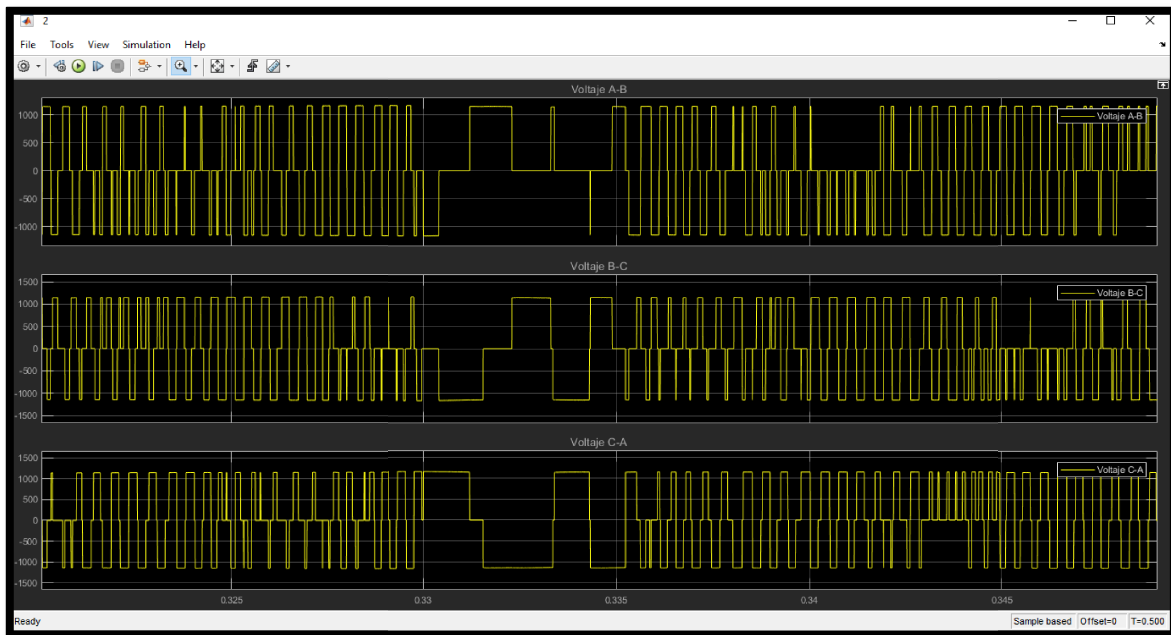 2
File Tools View Simulation Help
Voltaje A-B
Voltaje A-B
1000
500
0
-500
-1000
Voltaje B-C
Voltaje B-C
1500
1000
500
0
-500
-1000
-1500
Voltaje C-A
Voltaje C-A
1500
1000
500
0
-500
-1000
-1500
0.325 0.33 0.335 0.34 0.345
Ready Sample based Offset=0 T=0.500